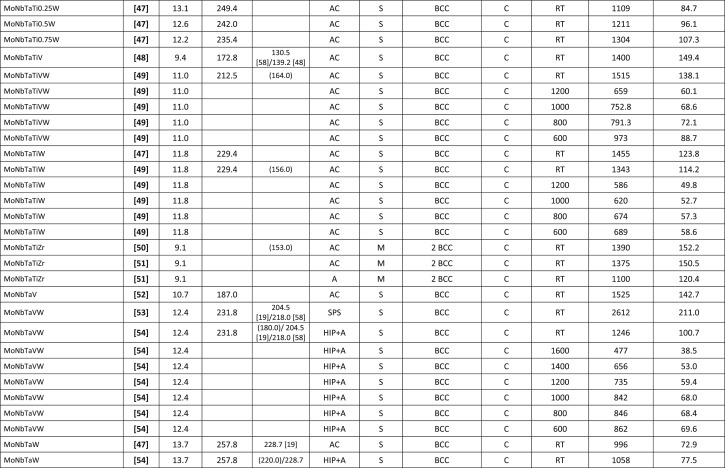 MoNbTaTi0.25W [47] 13.1 249.4 AC S BCC C RT 1109 84.7
MoNbTaTi0.5W [47] 12.6 242.0 AC S BCC C RT 1211 96.1
MoNbTaTi0.75W [47] 12.2 235.4 AC S BCC C RT 1304 107.3
MoNbTaTiV [48] 9.4 172.8 130.5 [58]/139.2 [48] AC S BCC C RT 1400 149.4
MoNbTaTiVW [49] 11.0 212.5 (164.0) AC S BCC C RT 1515 138.1
MoNbTaTiVW [49] 11.0 AC S BCC C 1200 659 60.1
MoNbTaTiVW [49] 11.0 AC S BCC C 1000 752.8 68.6
MoNbTaTiVW [49] 11.0 AC S BCC C 800 791.3 72.1
MoNbTaTiVW [49] 11.0 AC S BCC C 600 973 88.7
MoNbTaTiW [47] 11.8 229.4 AC S BCC C RT 1455 123.8
MoNbTaTiW [49] 11.8 229.4 (156.0) AC S BCC C RT 1343 114.2
MoNbTaTiW [49] 11.8 AC S BCC C 1200 586 49.8
MoNbTaTiW [49] 11.8 AC S BCC C 1000 620 52.7
MoNbTaTiW [49] 11.8 AC S BCC C 800 674 57.3
MoNbTaTiW [49] 11.8 AC S BCC C 600 689 58.6
MoNbTaTiZr [50] 9.1 (153.0) AC M 2 BCC C RT 1390 152.2
MoNbTaTiZr [51] 9.1 AC M 2 BCC C RT 1375 150.5
MoNbTaTiZr [51] 9.1 A M 2 BCC C RT 1100 120.4
MoNbTaV [52] 10.7 187.0 AC S BCC C RT 1525 142.7
MoNbTaVW [53] 12.4 231.8 204.5 [19]/218.0 [58] SPS S BCC C RT 2612 211.0
MoNbTaVW [54] 12.4 231.8 (180.0)/ 204.5 [19]/218.0 [58] HIP+A S BCC C RT 1246 100.7
MoNbTaVW [54] 12.4 HIP+A S BCC C 1600 477 38.5
MoNbTaVW [54] 12.4 HIP+A S BCC C 1400 656 53.0
MoNbTaVW [54] 12.4 HIP+A S BCC C 1200 735 59.4
MoNbTaVW [54] 12.4 HIP+A S BCC C 1000 842 68.0
MoNbTaVW [54] 12.4 HIP+A S BCC C 800 846 68.4
MoNbTaVW [54] 12.4 HIP+A S BCC C 600 862 69.6
MoNbTaW [47] 13.7 257.8 228.7 [19] AC S BCC C RT 996 72.9
MoNbTaW [54] 13.7 257.8 (220.0)/228.7 HIP+A S BCC C RT 1058 77.5